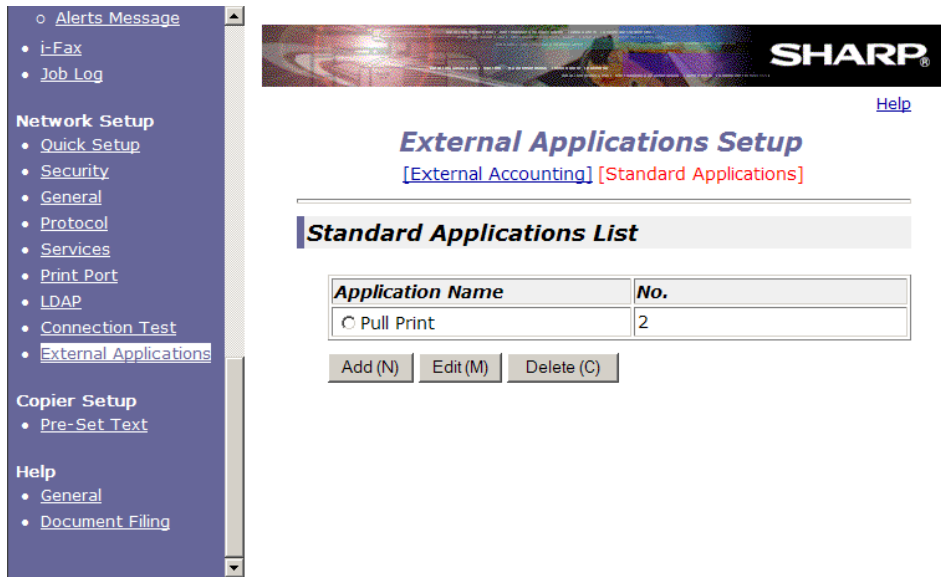 Alerts Message
i-Fax
Job Log
Network Setup
Quick Setup
Security
General
Protocol
Services
Print Port
LDAP
Connection Test
External Applications
Copier Setup
Pre-Set Text
Help
General
Document Filing
SHARP®
Help
External Applications Setup
[External Accounting] [Standard Applications]
Standard Applications List
Application Name No.
Pull Print 2
Add (N) Edit (M) Delete (C)